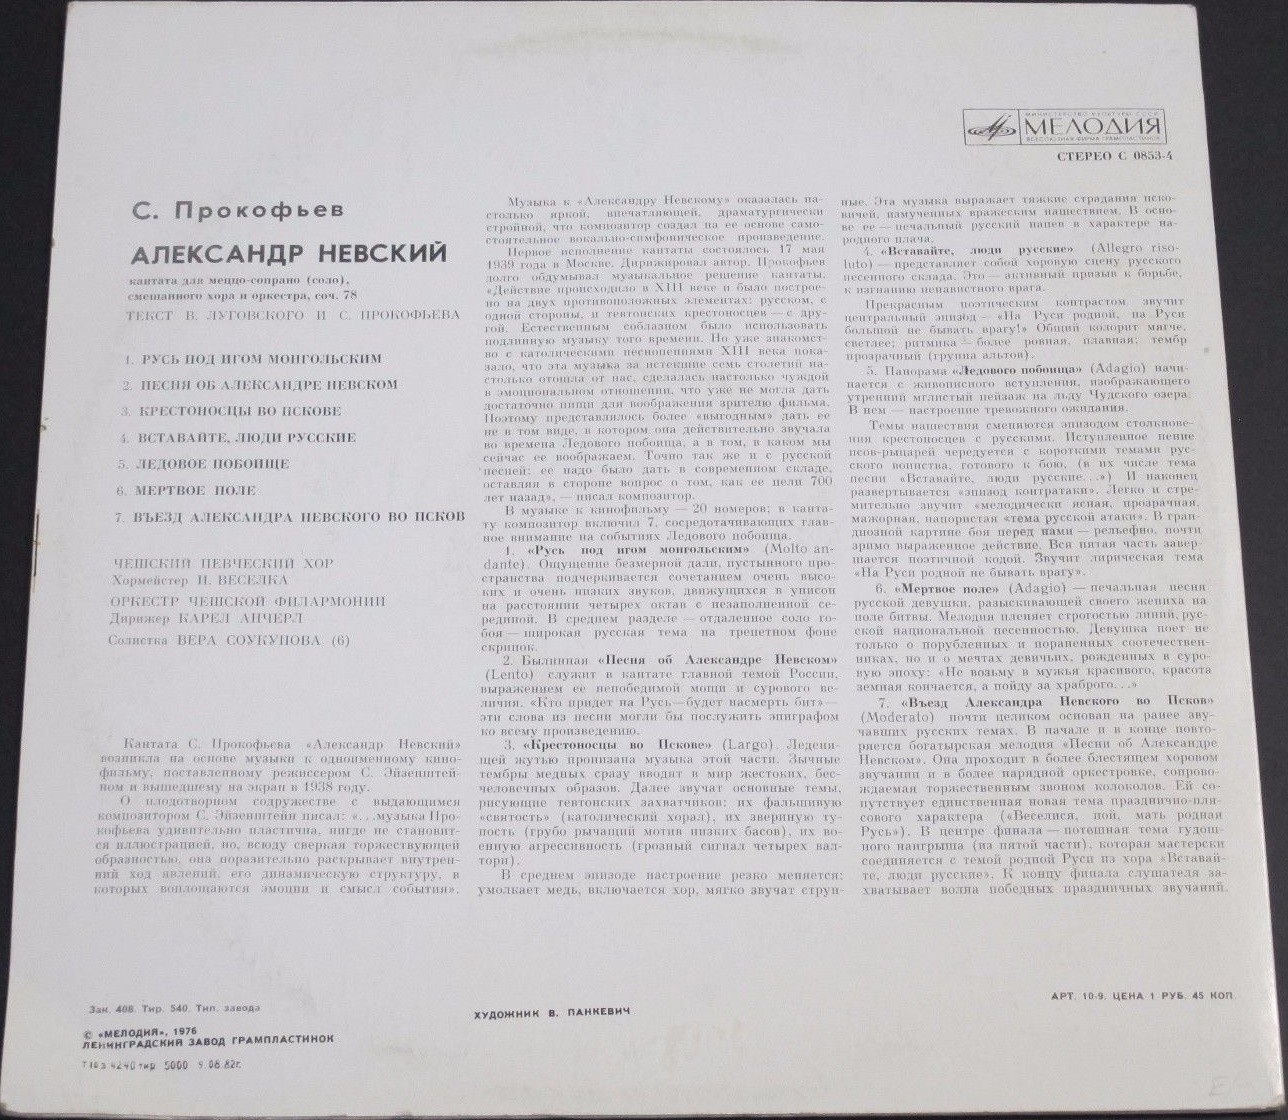 МИНИСТЕРСТВО КУЛЬТУРЫ СССР
МЕЛОДИЯ
ВСЕСОЮЗНАЯ ФИРМА ГРАМПЛАСТИНОК
СТЕРЕО С 0853-4
С. Прокофьев
АЛЕКСАНДР НЕВСКИЙ
кантата для меццо-сопрано (соло),
смешанного хора и оркестра, соч. 78
ТЕКСТ В. ЛУГОВСКОГО И С. ПРОКОФЬЕВА
1. РУСЬ ПОД ИГОМ МОНГОЛЬСКИМ
2. ПЕСНЯ ОБ АЛЕКСАНДРЕ НЕВСКОМ
3. КРЕСТОНОСЦЫ ВО ПСКОВЕ
4. ВСТАВАЙТЕ, ЛЮДИ РУССКИЕ
5. ЛЕДОВОЕ ПОБОИЩЕ
6. МЕРТВОЕ ПОЛЕ
7. ВЪЕЗД АЛЕКСАНДРА НЕВСКОГО ВО ПСКОВ
ЧЕШСКИЙ ПЕВЧЕСКИЙ ХОР
Хормейстер И. ВЕСЕЛКА
ОРКЕСТР ЧЕШСКОЙ ФИЛАРМОНИИ
Дирижер КАРЕЛ АНЧЕРЛ
Солистка ВЕРА СОУКУПОВА (6)
Кантата С. Прокофьева «Александр Невский»
возникла на основе музыки к одноименному кино-
фильму, поставленному режиссером С. Эйзенштей-
ном и вышедшему на экран в 1938 году.
О плодотворном содружестве с выдающимся
композитором С. Эйзенштейн писал: «...музыка Про-
кофьева удивительно пластична, нигде не становит-
ся иллюстрацией, но, всюду сверкая торжествующей
образностью, она поразительно раскрывает внутрен-
ний ход явлений, его динамическую структуру, в
которых воплощаются эмоции и смысл события».
Музыка к «Александру Невскому» оказалась на-
столько яркой, впечатляющей, драматургически
стройной, что композитор создал на ее основе само-
стоятельное вокально-симфоническое произведение.
Первое исполнение кантаты состоялось 17 мая
1939 года в Москве. Дирижировал автор. Прокофьев
долго обдумывал музыкальное решение кантаты.
«Действие происходило в XIII веке и было построе-
но на двух противоположных элементах: русском, с
одной стороны, и тевтонских крестоносцев — с дру-
гой. Естественным соблазном было использовать
подлинную музыку того времени. Но уже знакомст-
во с католическими песнопениями XIII века пока-
зало, что эта музыка за истекшие семь столетий на-
столько отошла от нас, сделалась настолько чуждой
в эмоциональном отношении, что уже не могла дать
достаточно пищи для воображения зрителю фильма.
Поэтому представлялось более «выгодным» дать ее
не в том виде, в котором она действительно звучала
во времена Ледового побоища, а в том, в каком мы
сейчас ее воображаем. Точно так же и с русской
песней: ее надо было дать в современном складе,
оставляя в стороне вопрос о том, как ее пели 700
лет назад», — писал композитор.
В музыке к кинофильму — 20 номеров; в канта-
ту композитор включил 7, сосредотачивающих глав-
ное внимание на событиях Ледового побоища.
1. «Русь под игом монгольским» (Molto an-
dante). Ощущение безмерной дали, пустынного про-
странства подчеркивается сочетанием очень высо-
ких и очень низких звуков, движущихся в унисон
на расстоянии четырех октав с незаполненной се-
рединой. В среднем разделе — отдаленное соло го-
боя — широкая русская тема на трепетном фоне
скрипок.
2. Былинная «Песня об Александре Невском»
(Lento) служит в кантате главной темой России,
выражением ее непобедимой мощи и сурового ве-
личия. «Кто придет на Русь — будет насмерть бит» —
эти слова из песни могли бы послужить эпиграфом
ко всему произведению.
3. «Крестоносцы во Пскове» (Largo). Леденя-
щей жутью пронизана музыка этой части. Зычные
тембры медных сразу вводят в мир жестоких, бес-
человечных образов. Далее звучат основные темы,
рисующие тевтонских захватчиков: их фальшивую
«святость» (католический хорал), их звериную ту-
пость (грубо рычащий мотив низких басов), их во-
енную агрессивность (грозный сигнал четырех вал-
торн).
В среднем эпизоде настроение резко меняется:
умолкает медь, включается хор, мягко звучат струн-
ные. Эта музыка выражает тяжкие страдания пско-
вичей, измученных вражеским нашествием. В осно-
ве ее — печальный русский напев в характере на-
родного плача.
4. «Вставайте, люди русские» (Allegro riso-
luto) — представляет собой хоровую сцену русского
песенного склада. Это — активный призыв к борьбе,
к изгнанию ненавистного врага.
Прекрасным поэтическим контрастом звучит
центральный эпизод — «На Руси родной, на Руси
большой не бывать врагу!» Общий колорит мягче,
светлее; ритмика — более ровная, плавная; тембр
прозрачный (группа альтов).
5. Панорама «Ледового побоища» (Adagio) начи-
нается с живописного вступления, изображающего
утренний мглистый пейзаж на льду Чудского озера.
В нем — настроение тревожного ожидания.
Темы нашествия сменяются эпизодом столкнове-
ния крестоносцев с русскими. Иступленное пение
псов-рыцарей чередуется с короткими темами рус-
ского воинства, готового к бою, (в их числе тема
песни «Вставайте, люди русские...») И наконец
развертывается «эпизод контратаки». Легко и стре-
мительно звучит «мелодически ясная, прозрачная,
мажорная, напористая «тема русской атаки». В гран-
диозной картине боя перед нами — рельефно, почти
зримо выраженное действие. Вся пятая часть завер-
шается поэтичной кодой. Звучит лирическая тема
«На Руси родной не бывать врагу».
6. «Мертвое поле» (Adagio) — печальная песня
русской девушки, разыскивающей своего жениха на
поле битвы. Мелодия пленяет строгостью линий, рус-
ской национальной песенностью. Девушка поет не
только о порубленных и пораненных соотечествен-
никах, но и о мечтах девичьих, рожденных в суро-
вую эпоху: «Не возьму в мужья красивого, красота
земная кончается, а пойду за храброго...»
7. «Въезд Александра Невского во Псков»
(Moderato) почти целиком основан на ранее зву-
чавших русских темах. В начале и в конце повто-
ряется богатырская мелодия «Песни об Александре
Невском». Она проходит в более блестящем хоровом
звучании и в более нарядной оркестровке, сопрово-
ждаемая торжественным звоном колоколов. Ей со-
путствует единственная новая тема празднично-пля-
сового характера («Веселися, пой, мать родная
Русь»). В центре финала — потешная тема гудош-
ного наигрыша (из пятой части), которая мастерски
соединяется с темой родной Руси из хора «Вставай-
те, люди русские». К концу финала слушателя за-
хватывает волна победных праздничных звучаний.
Зак. 408. Тир. 540. Тип. завода
© «МЕЛОДИЯ», 1976
ЛЕНИНГРАДСКИЙ ЗАВОД ГРАМПЛАСТИНОК
Т 163 4240 тир 5000 9.08.82г.
ХУДОЖНИК В. ПАНКЕВИЧ
АРТ. 10-9. ЦЕНА 1 РУБ. 45 КОП.